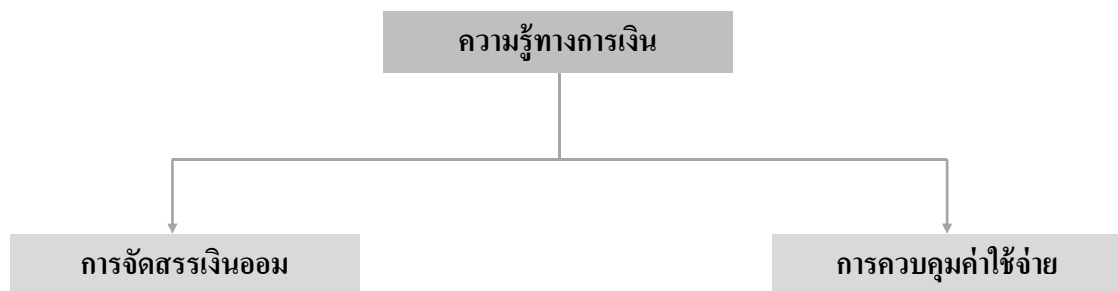 ความรู้ทางการเงิน
การจัดสรรเงินออม
การควบคุมค่าใช้จ่าย